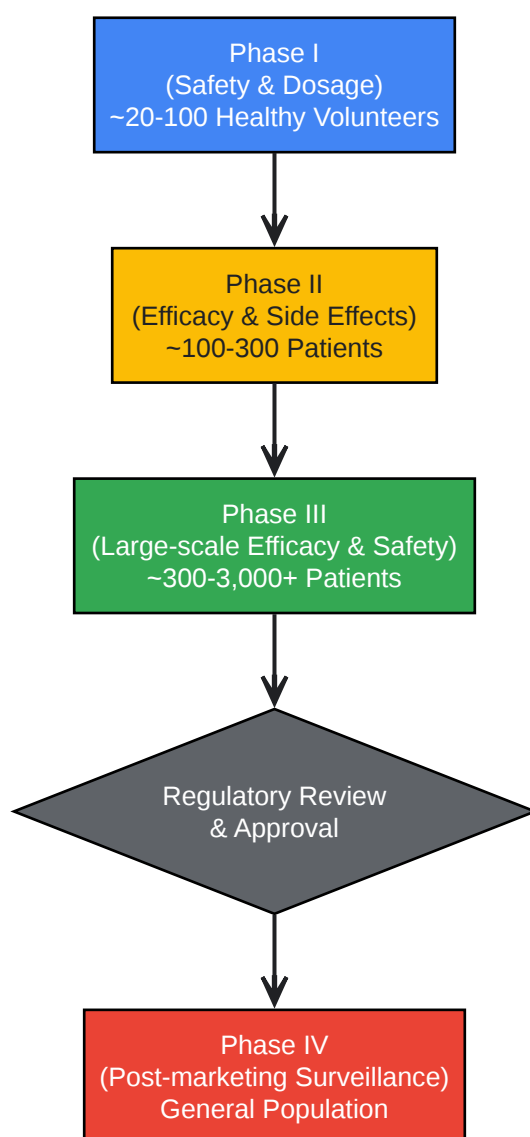 Phase I
(Safety & Dosage)
~20-100 Healthy Volunteers
Phase II
(Efficacy & Side Effects)
~100-300 Patients
Phase III
(Large-scale Efficacy & Safety)
~300-3,000+ Patients
Regulatory Review
& Approval
Phase IV
(Post-marketing Surveillance)
General Population